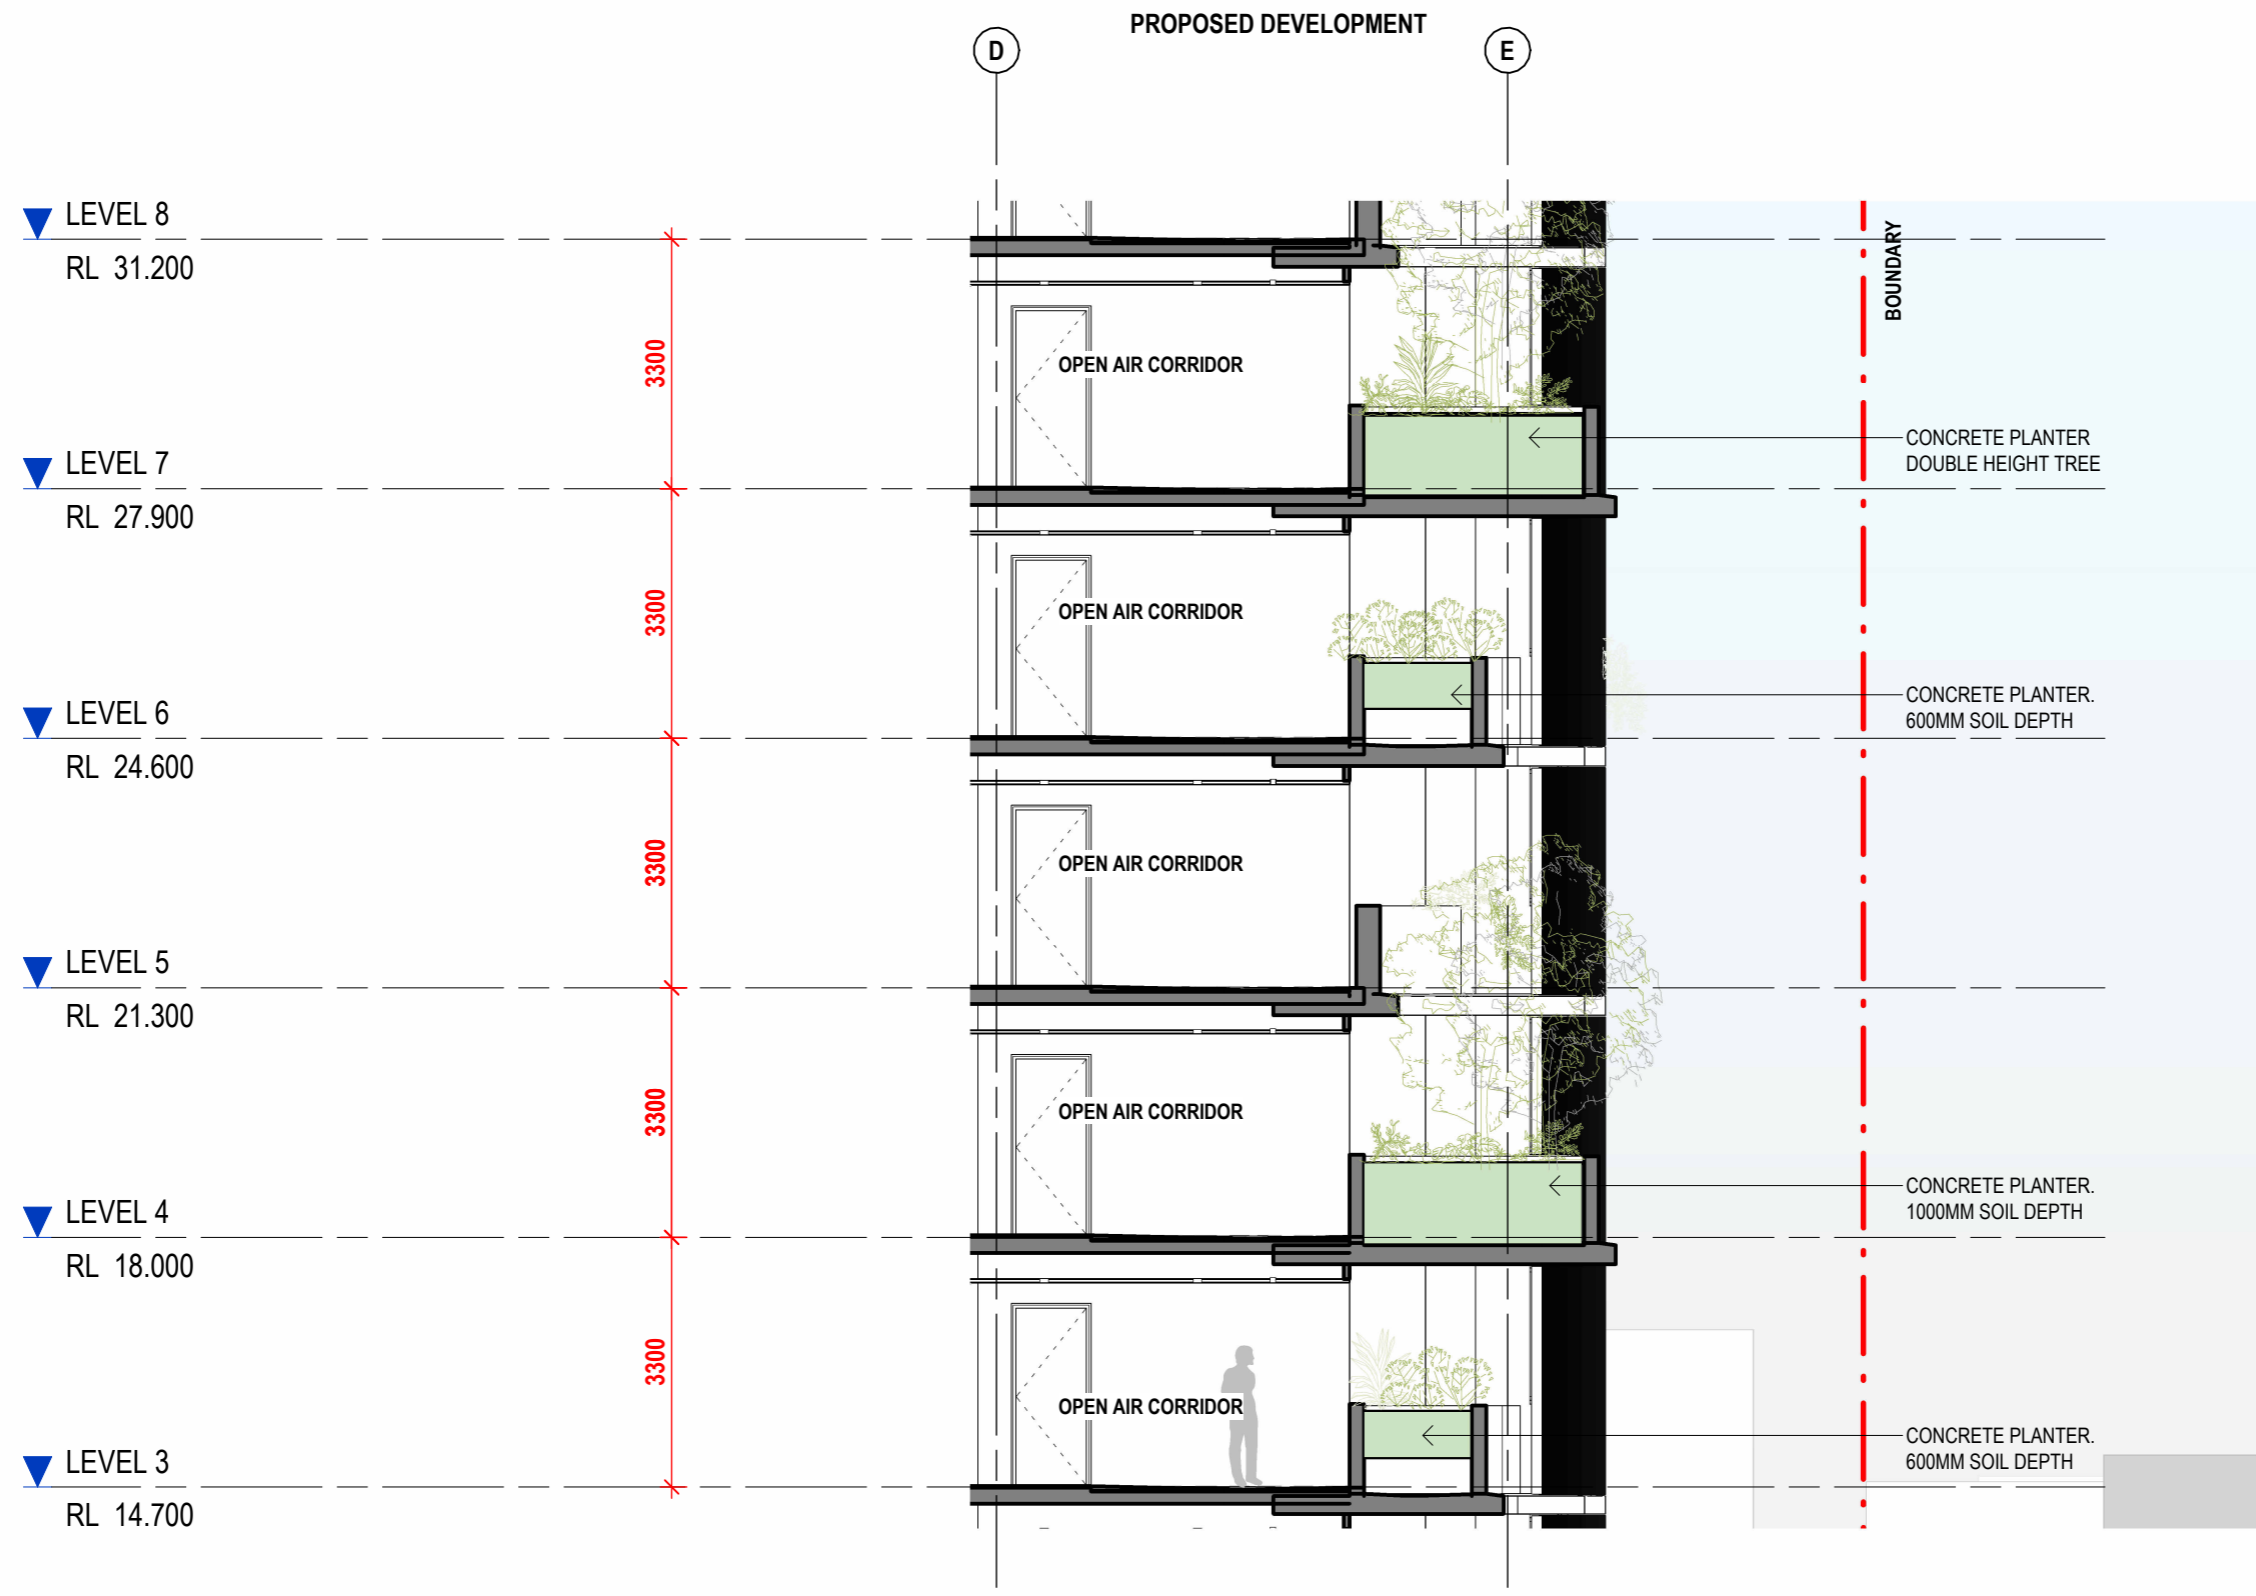 PROPOSED DEVELOPMENT
D
E
LEVEL 8
RL 31.200
BOUNDARY
3300
OPEN AIR CORRIDOR
CONCRETE PLANTER
DOUBLE HEIGHT TREE
LEVEL 7
RL 27.900
3300
OPEN AIR CORRIDOR
CONCRETE PLANTER.
600MM SOIL DEPTH
LEVEL 6
RL 24.600
3300
OPEN AIR CORRIDOR
LEVEL 5
RL 21.300
3300
OPEN AIR CORRIDOR
CONCRETE PLANTER.
1000MM SOIL DEPTH
LEVEL 4
RL 18.000
3300
OPEN AIR CORRIDOR
CONCRETE PLANTER.
600MM SOIL DEPTH
LEVEL 3
RL 14.700